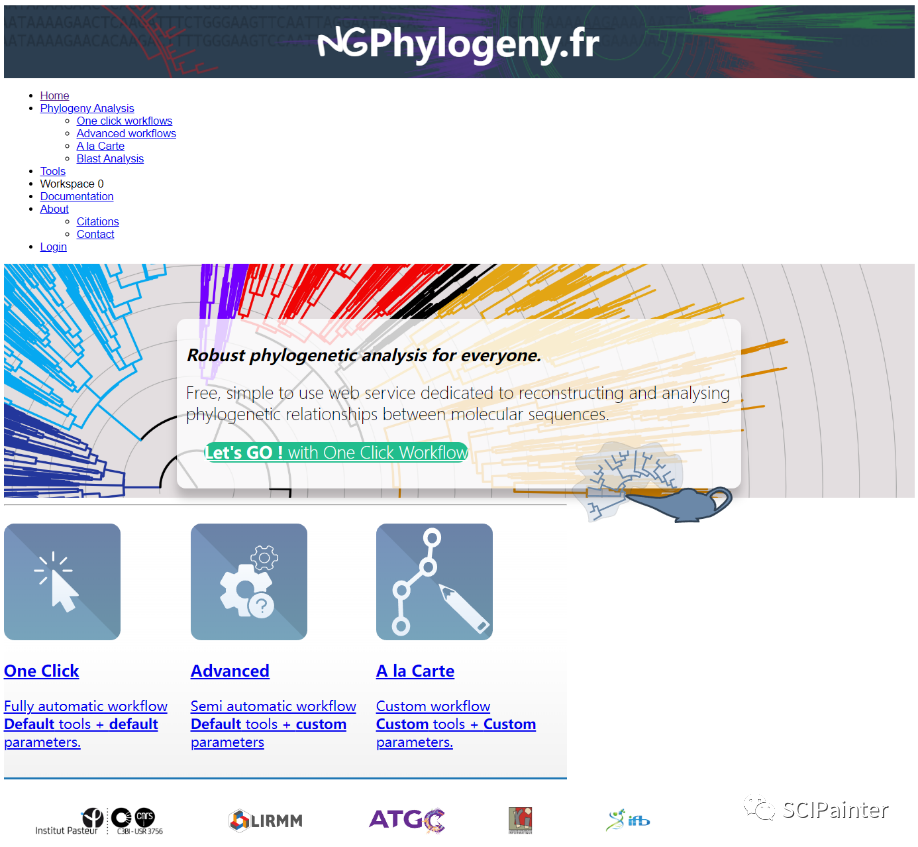 ATAAAAGAACACAAGA TTTGGGAAGT
NGPhylogeny.fr
Home
Phylogeny Analysis
One click workflows
Advanced workflows
A la Carte
Blast Analysis
Tools
Workspace 0
Documentation
About
Citations
Contact
Login
Robust phylogenetic analysis for everyone.
Free, simple to use web service dedicated to reconstructing and analysing
phylogenetic relationships between molecular sequences.
Let's GO ! with One Click Workflow
One Click
Advanced
A la Carte
Fully automatic workflow
Default tools + default
parameters.
Semi automatic workflow
Default tools + custom
parameters
Custom workflow
Custom tools + Custom
parameters.
Institut Pasteur
cnrs
C3BI - USR 3756
LIRMM
ATGC
ifb
SCIPainter